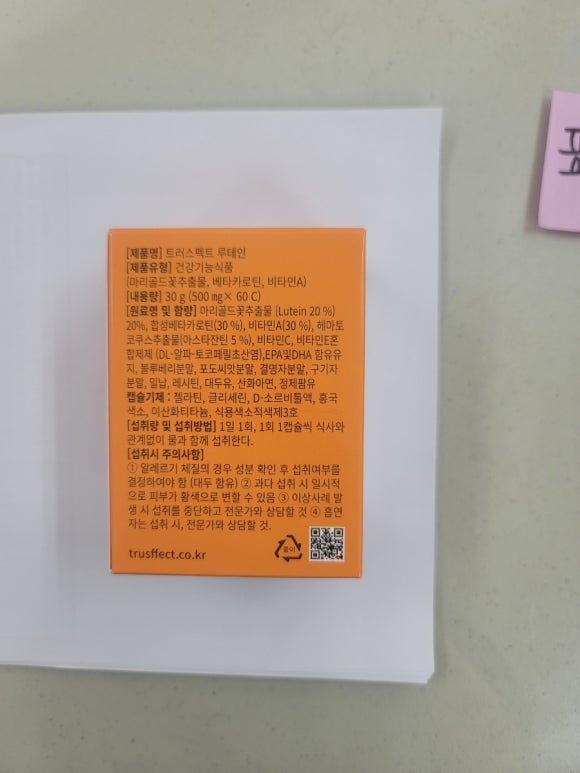 [제품명] 트러스펙트 루테인
[제품유형] 건강기능식품
(마리골드꽃추출물, 베타카로틴, 비타민A)
[내용량] 30 g (500 ㎎× 60 C)
[원료명 및 함량] 마리골드꽃추출물 (Lutein 20 %)
20%, 합성베타카로틴(30 %), 비타민A(30 %), 헤마토
코쿠스추출물(아스타잔틴 5 %), 비타민C, 비타민E혼
합제제 (DL-알파-토코페릴초산염),EPA및DHA 함유유
지, 블루베리분말, 포도씨앗분말, 결명자분말, 구기자
분말, 밀납, 레시틴, 대두유, 산화아연, 정제팜유
캡슐기제 : 젤라틴, 글리세린, D-소르비톨액, 홍국
색소, 이산화티타늄, 식용색소적색제3호
[섭취량 및 섭취방법] 1일 1회, 1회 1캡슐씩 식사와
관계없이 물과 함께 섭취한다.
[섭취시 주의사항]
① 알레르기 체질의 경우 성분 확인 후 섭취여부를
결정하여야 함 (대두 함유) ② 과다 섭취 시 일시적
으로 피부가 황색으로 변할 수 있음 ③ 이상사례 발
생 시 섭취를 중단하고 전문가와 상담할 것 ④ 흡연
자는 섭취 시, 전문가와 상담할 것.
종이
trusffect.co.kr